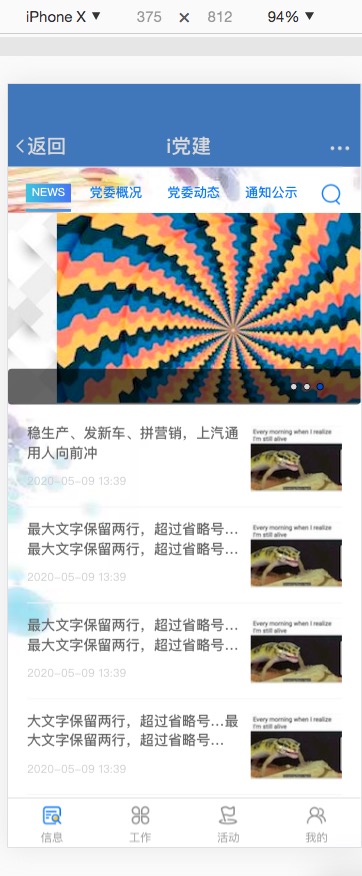 iPhone X ▼ 375 × 812 94% ▼
返回 i党建
NEWS 党委概况 党委动态 通知公示
稳生产、发新车、拼营销，上汽通
用人向前冲
2020-05-09 13:39
Every morning when I realize
I'm still alive
最大文字保留两行，超过省略号...
最大文字保留两行，超过省略号...
2020-05-09 13:39
Every morning when I realize
I'm still alive
最大文字保留两行，超过省略号...
最大文字保留两行，超过省略号...
2020-05-09 13:39
Every morning when I realize
I'm still alive
大文字保留两行，超过省略号...最
大文字保留两行，超过省略号...
2020-05-09 13:39
Every morning when I realize
I'm still alive
信息 工作 活动 我的